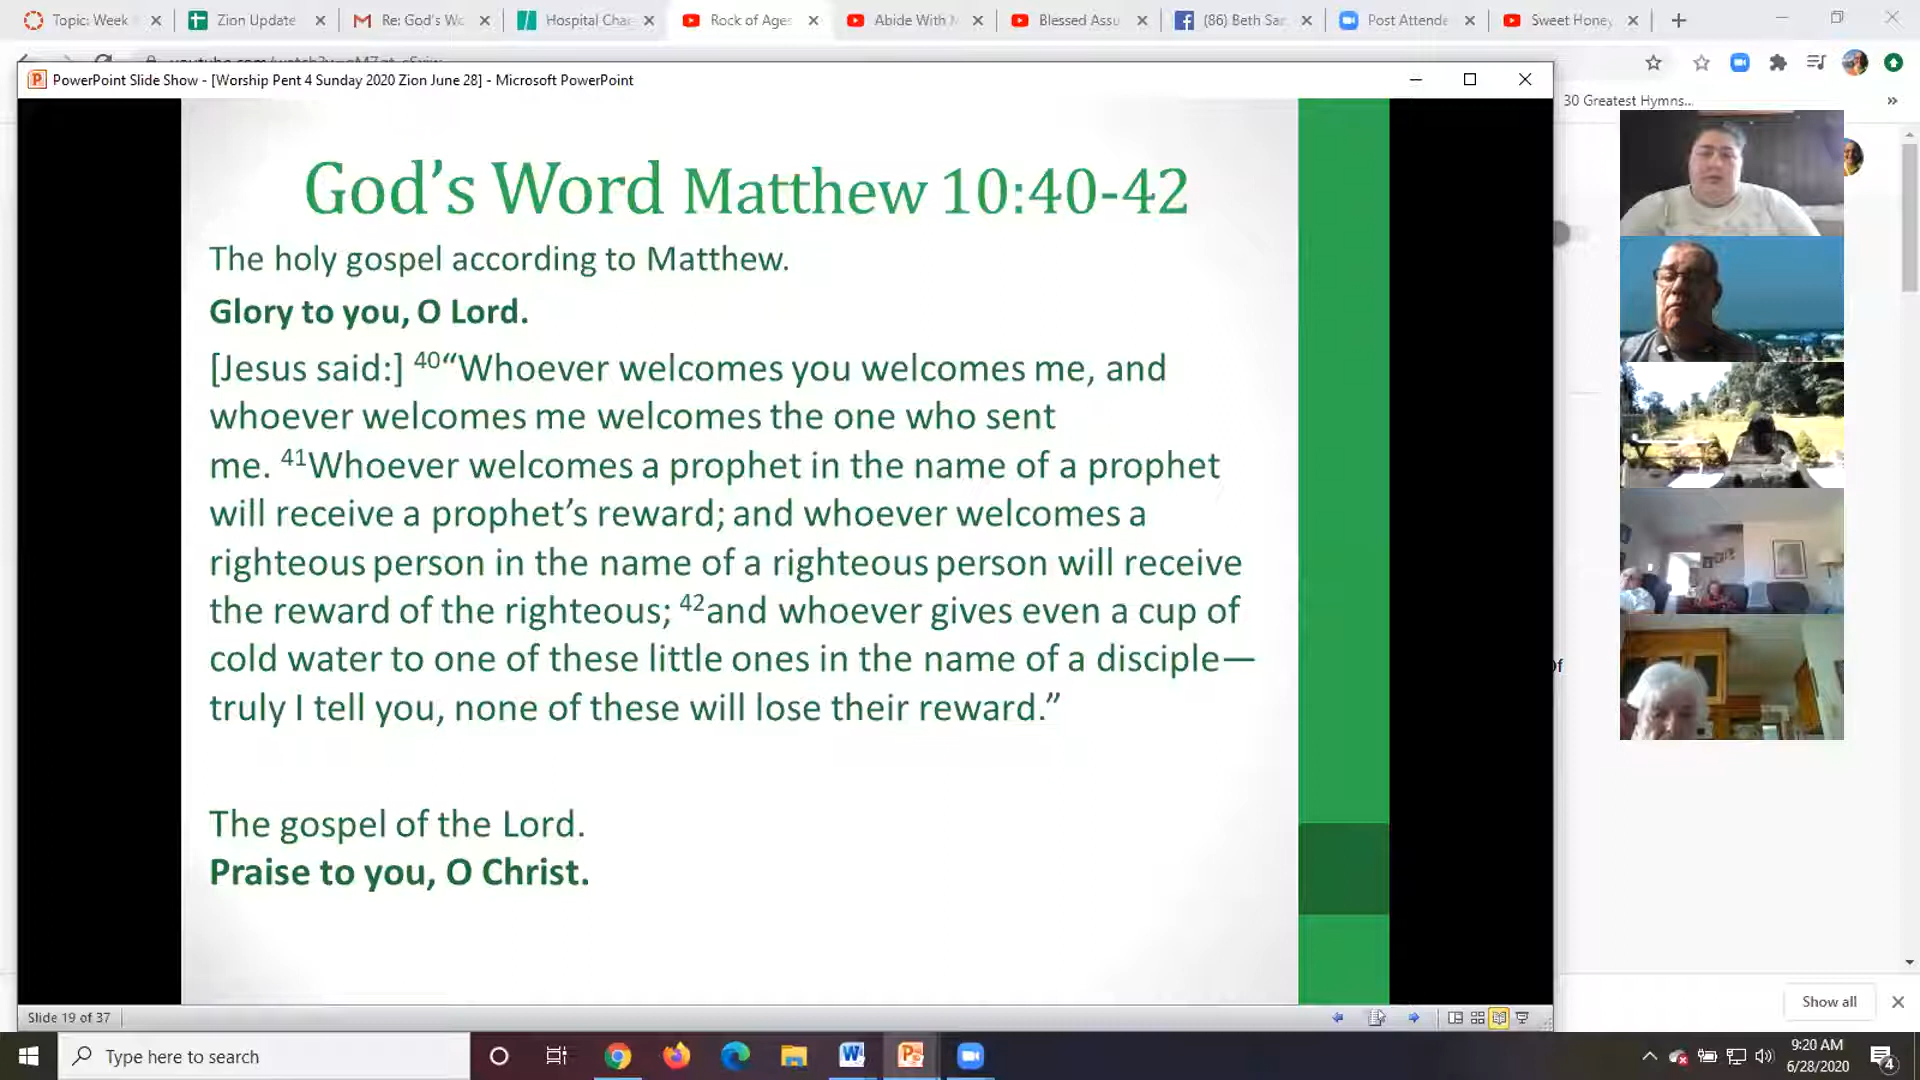 Topic: Week
Zion Update
Re: God's Wo
Hospital Cha
Rock of Ages
Abide With M
Blessed Assu
(86) Beth Sar
Post Attende
Sweet Honey
PowerPoint Slide Show - [Worship Pent 4 Sunday 2020 Zion June 28] - Microsoft PowerPoint
30 Greatest Hymns...
God's Word Matthew 10:40-42
The holy gospel according to Matthew.
Glory to you, O Lord.
[Jesus said:] 40“Whoever welcomes you welcomes me, and
whoever welcomes me welcomes the one who sent
me. 41Whoever welcomes a prophet in the name of a prophet
will receive a prophet’s reward; and whoever welcomes a
righteous person in the name of a righteous person will receive
the reward of the righteous; 42and whoever gives even a cup of
cold water to one of these little ones in the name of a disciple—
truly I tell you, none of these will lose their reward.”
The gospel of the Lord.
Praise to you, O Christ.
of
Show all
Slide 19 of 37
Type here to search
9:20 AM
6/28/2020
4